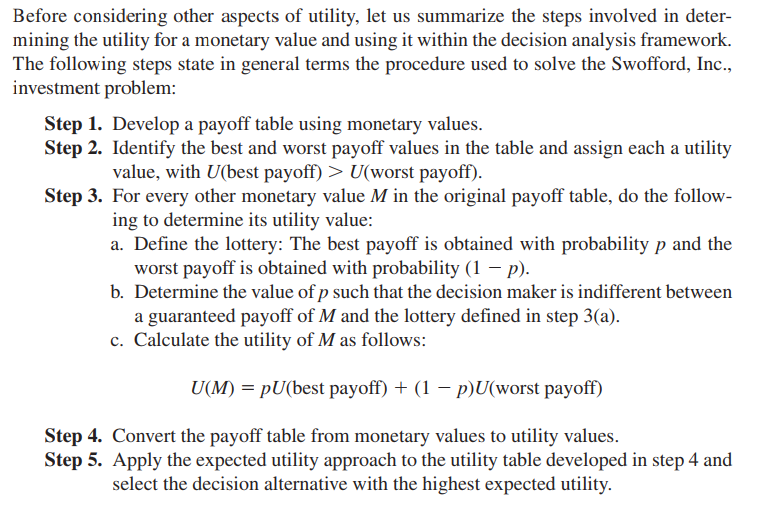 Before considering other aspects of utility, let us summarize the steps involved in deter-
mining the utility for a monetary value and using it within the decision analysis framework.
The following steps state in general terms the procedure used to solve the Swofford, Inc.,
investment problem:
Step 1. Develop a payoff table using monetary values.
Step 2. Identify the best and worst payoff values in the table and assign each a utility
value, with U(best payoff) > U(worst payoff).
Step 3. For every other monetary value M in the original payoff table, do the follow-
ing to determine its utility value:
a. Define the lottery: The best payoff is obtained with probability p and the
worst payoff is obtained with probability (1 − p).
b. Determine the value of p such that the decision maker is indifferent between
a guaranteed payoff of M and the lottery defined in step 3(a).
c. Calculate the utility of M as follows:
U(M) = pU(best payoff) + (1 − p)U(worst payoff)
Step 4. Convert the payoff table from monetary values to utility values.
Step 5. Apply the expected utility approach to the utility table developed in step 4 and
select the decision alternative with the highest expected utility.